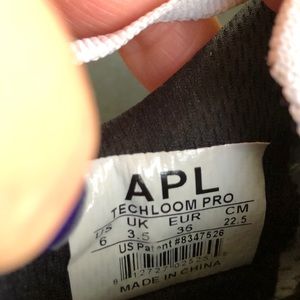 APL
TECHLOOM PRO
US UK EUR CM
6 3.5 36 22.5
US Patent #8347526
MADE IN CHINA